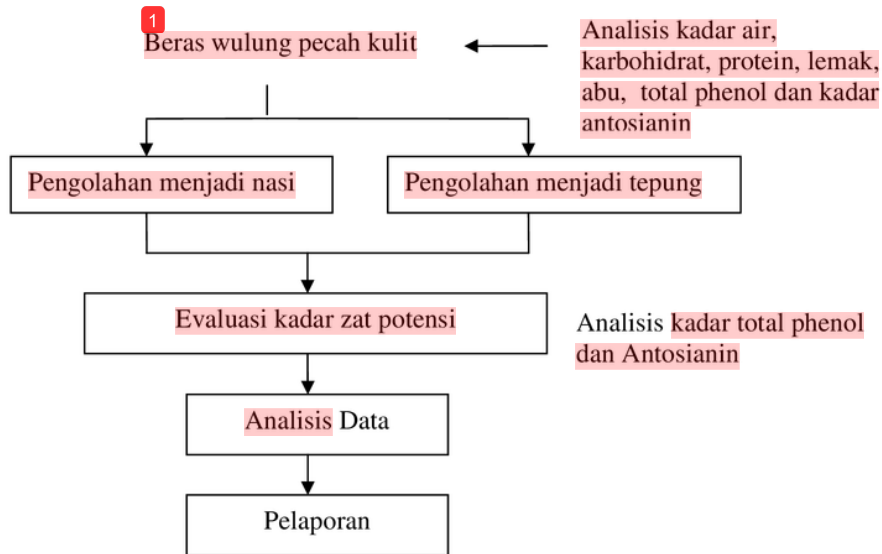 1
Beras wulung pecah kulit
Analisis kadar air,
karbohidrat, protein, lemak,
abu, total phenol dan kadar
antosianin
Pengolahan menjadi nasi
Pengolahan menjadi tepung
Evaluasi kadar zat potensi
Analisis kadar total phenol
dan Antosianin
Analisis Data
Pelaporan